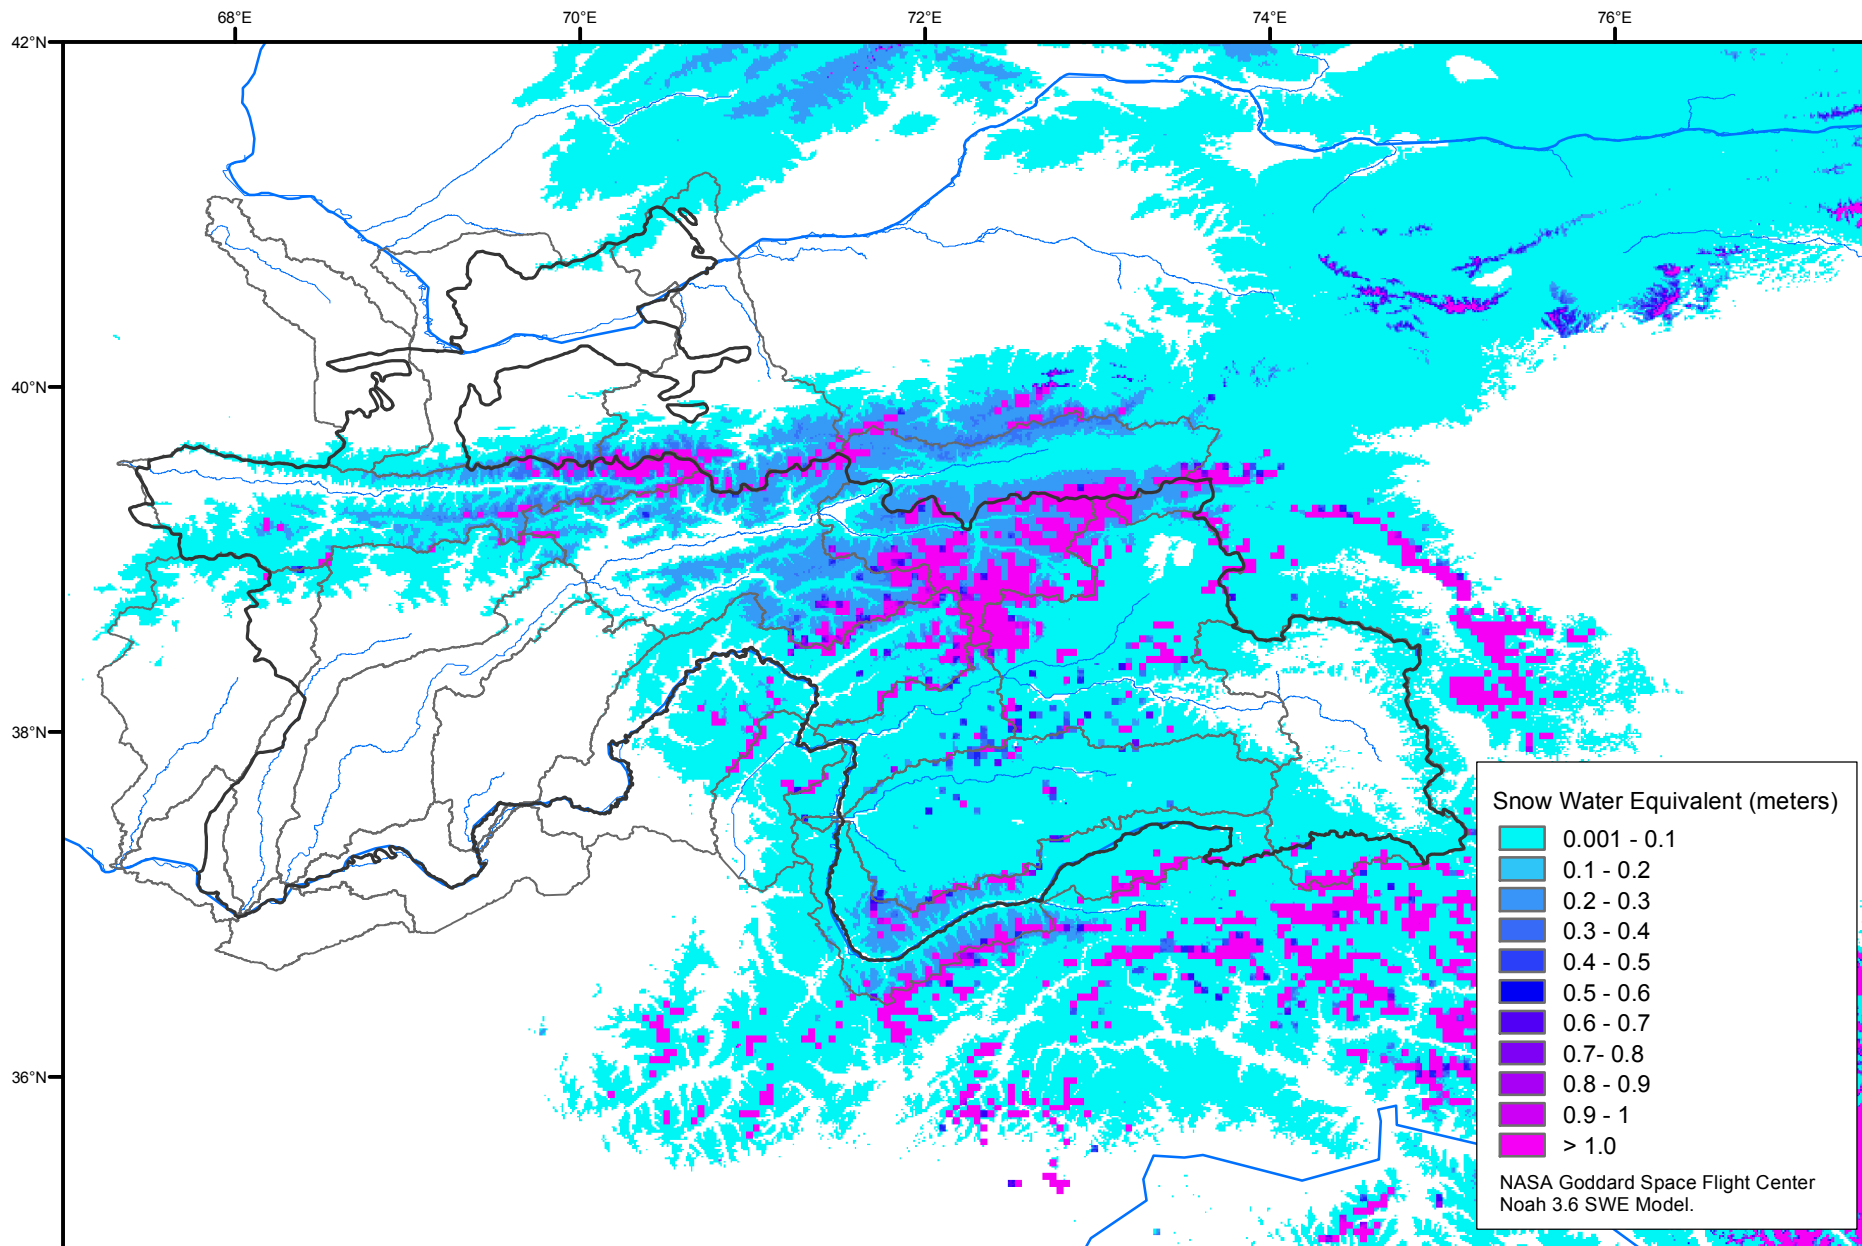 68°E
70°E
72°E
74°E
76°E
42°N
40°N
38°N
36°N
Snow Water Equivalent (meters)
0.001 - 0.1
0.1 - 0.2
0.2 - 0.3
0.3 - 0.4
0.4 - 0.5
0.5 - 0.6
0.6 - 0.7
0.7- 0.8
0.8 - 0.9
0.9 - 1
> 1.0
NASA Goddard Space Flight Center
Noah 3.6 SWE Model.